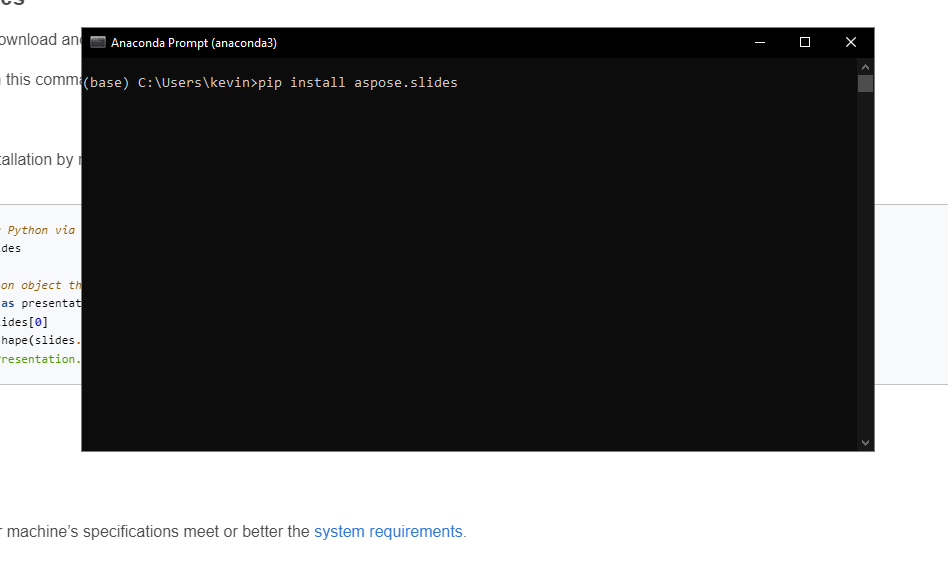 ownload and
Anaconda Prompt (anaconda3)
this comma
(base) C:\Users\kevin>pip install aspose.slides
tallation by
Python via
ides
on object th
as presentat
ides[0]
hape(slides.
resentation.
machine's specifications meet or better the system requirements.